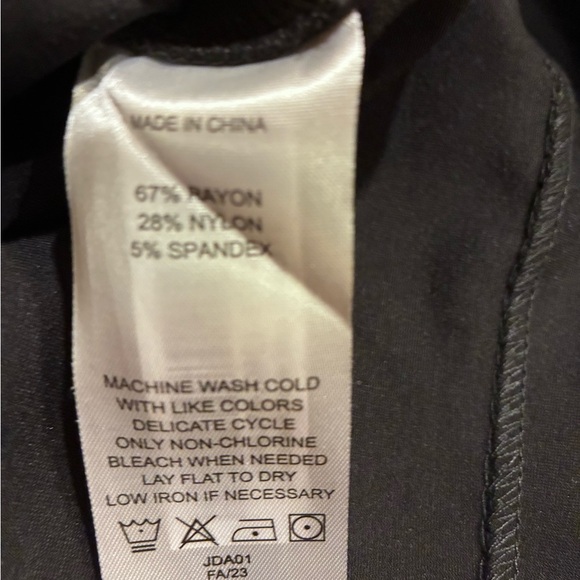 MADE IN CHINA
67% RAYON
28% NYLON
5% SPANDEX
MACHINE WASH COLD
WITH LIKE COLORS
DELICATE CYCLE
ONLY NON-CHLORINE
BLEACH WHEN NEEDED
LAY FLAT TO DRY
LOW IRON IF NECESSARY
JDA01
FA/23